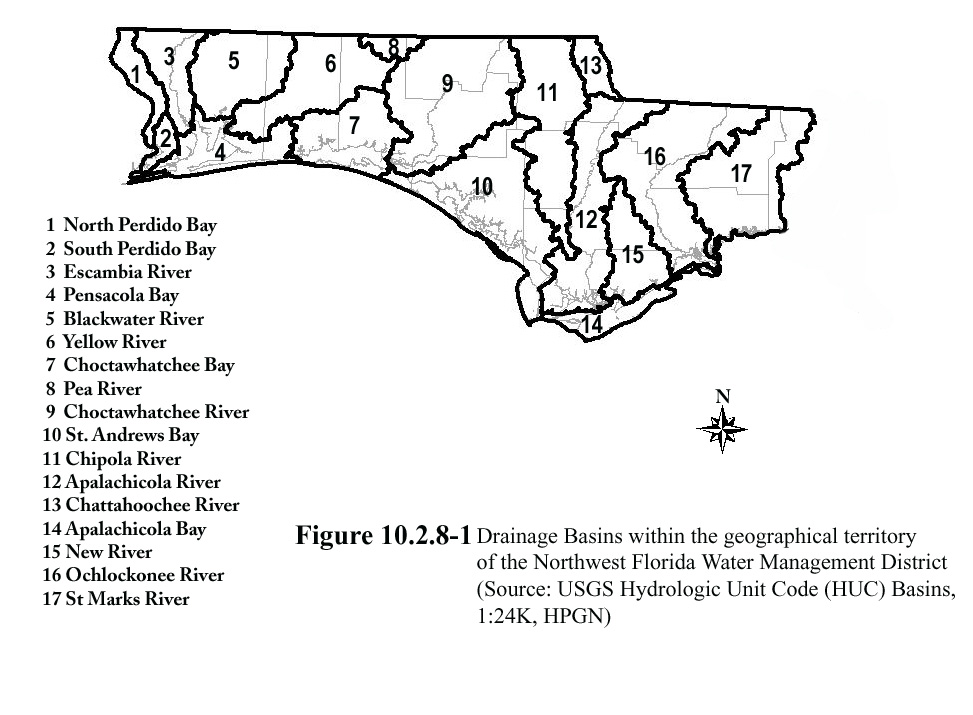 1
2
3
4
5
6
7
8
9
10
11
12
13
14
15
16
17
1 North Perdido Bay
2 South Perdido Bay
3 Escambia River
4 Pensacola Bay
5 Blackwater River
6 Yellow River
7 Choctawhatchee Bay
8 Pea River
9 Choctawhatchee River
10 St. Andrews Bay
11 Chipola River
12 Apalachicola River
13 Chattahoochee River
14 Apalachicola Bay
15 New River
16 Ochlockonee River
17 St Marks River
N
Figure 10.2.8-1 Drainage Basins within the geographical territory
of the Northwest Florida Water Management District
(Source: USGS Hydrologic Unit Code (HUC) Basins,
1:24K, HPGN)